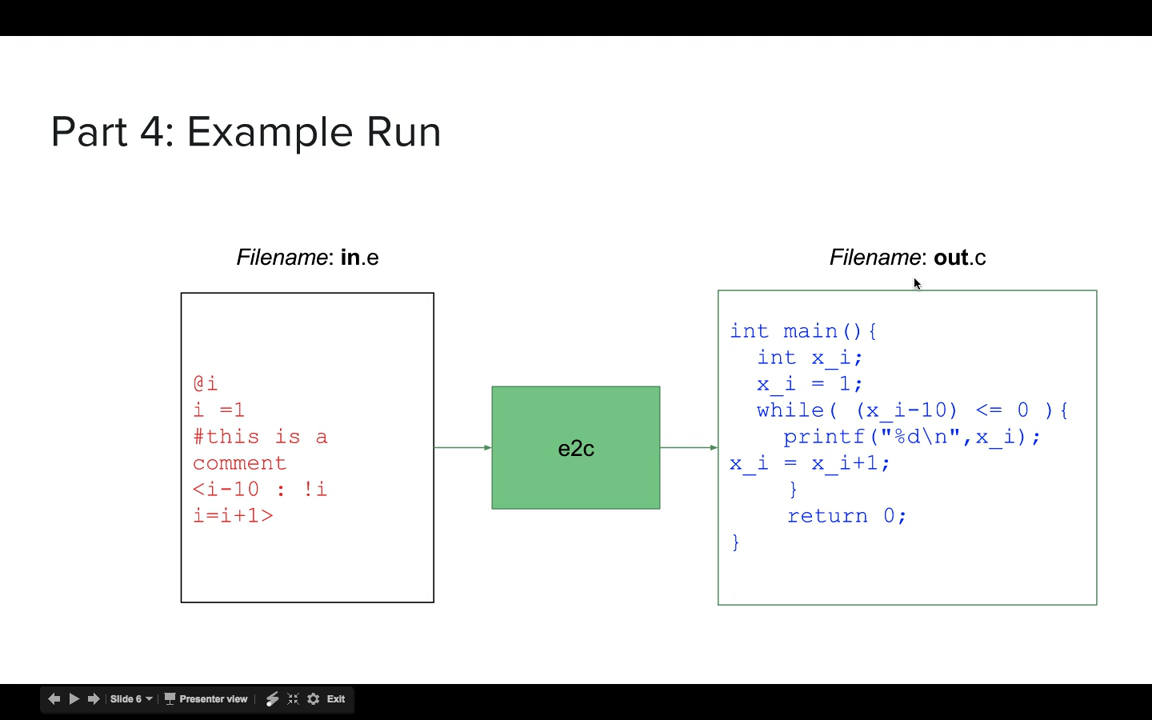 Part 4: Example Run
Filename: in.e
@i
i =1
#this is a
comment
<i-10 : !i
i=i+1>
e2c
Filename: out.c
int main(){
int x_i;
x_i = 1;
while( (x_i-10) <= 0 ){
printf("%d\n",x_i);
x_i = x_i+1;
}
return 0;
}
Slide 6
Presenter view
Exit